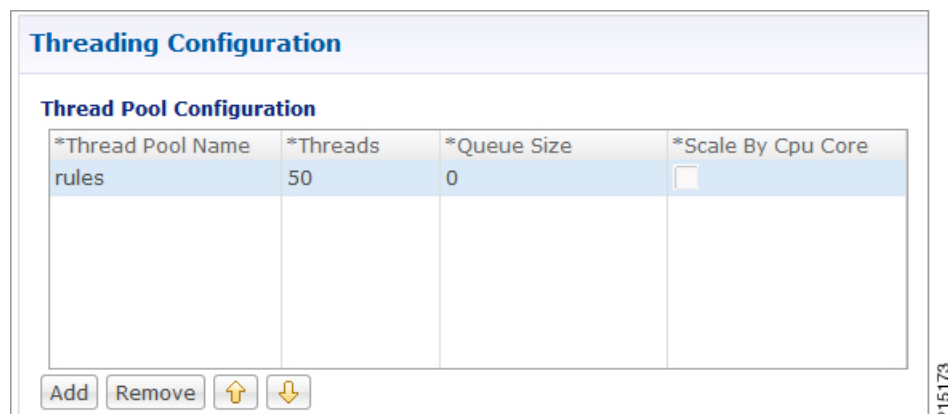 Threading Configuration
Thread Pool Configuration
*Thread Pool Name *Threads *Queue Size *Scale By Cpu Core
rules 50 0
Add Remove